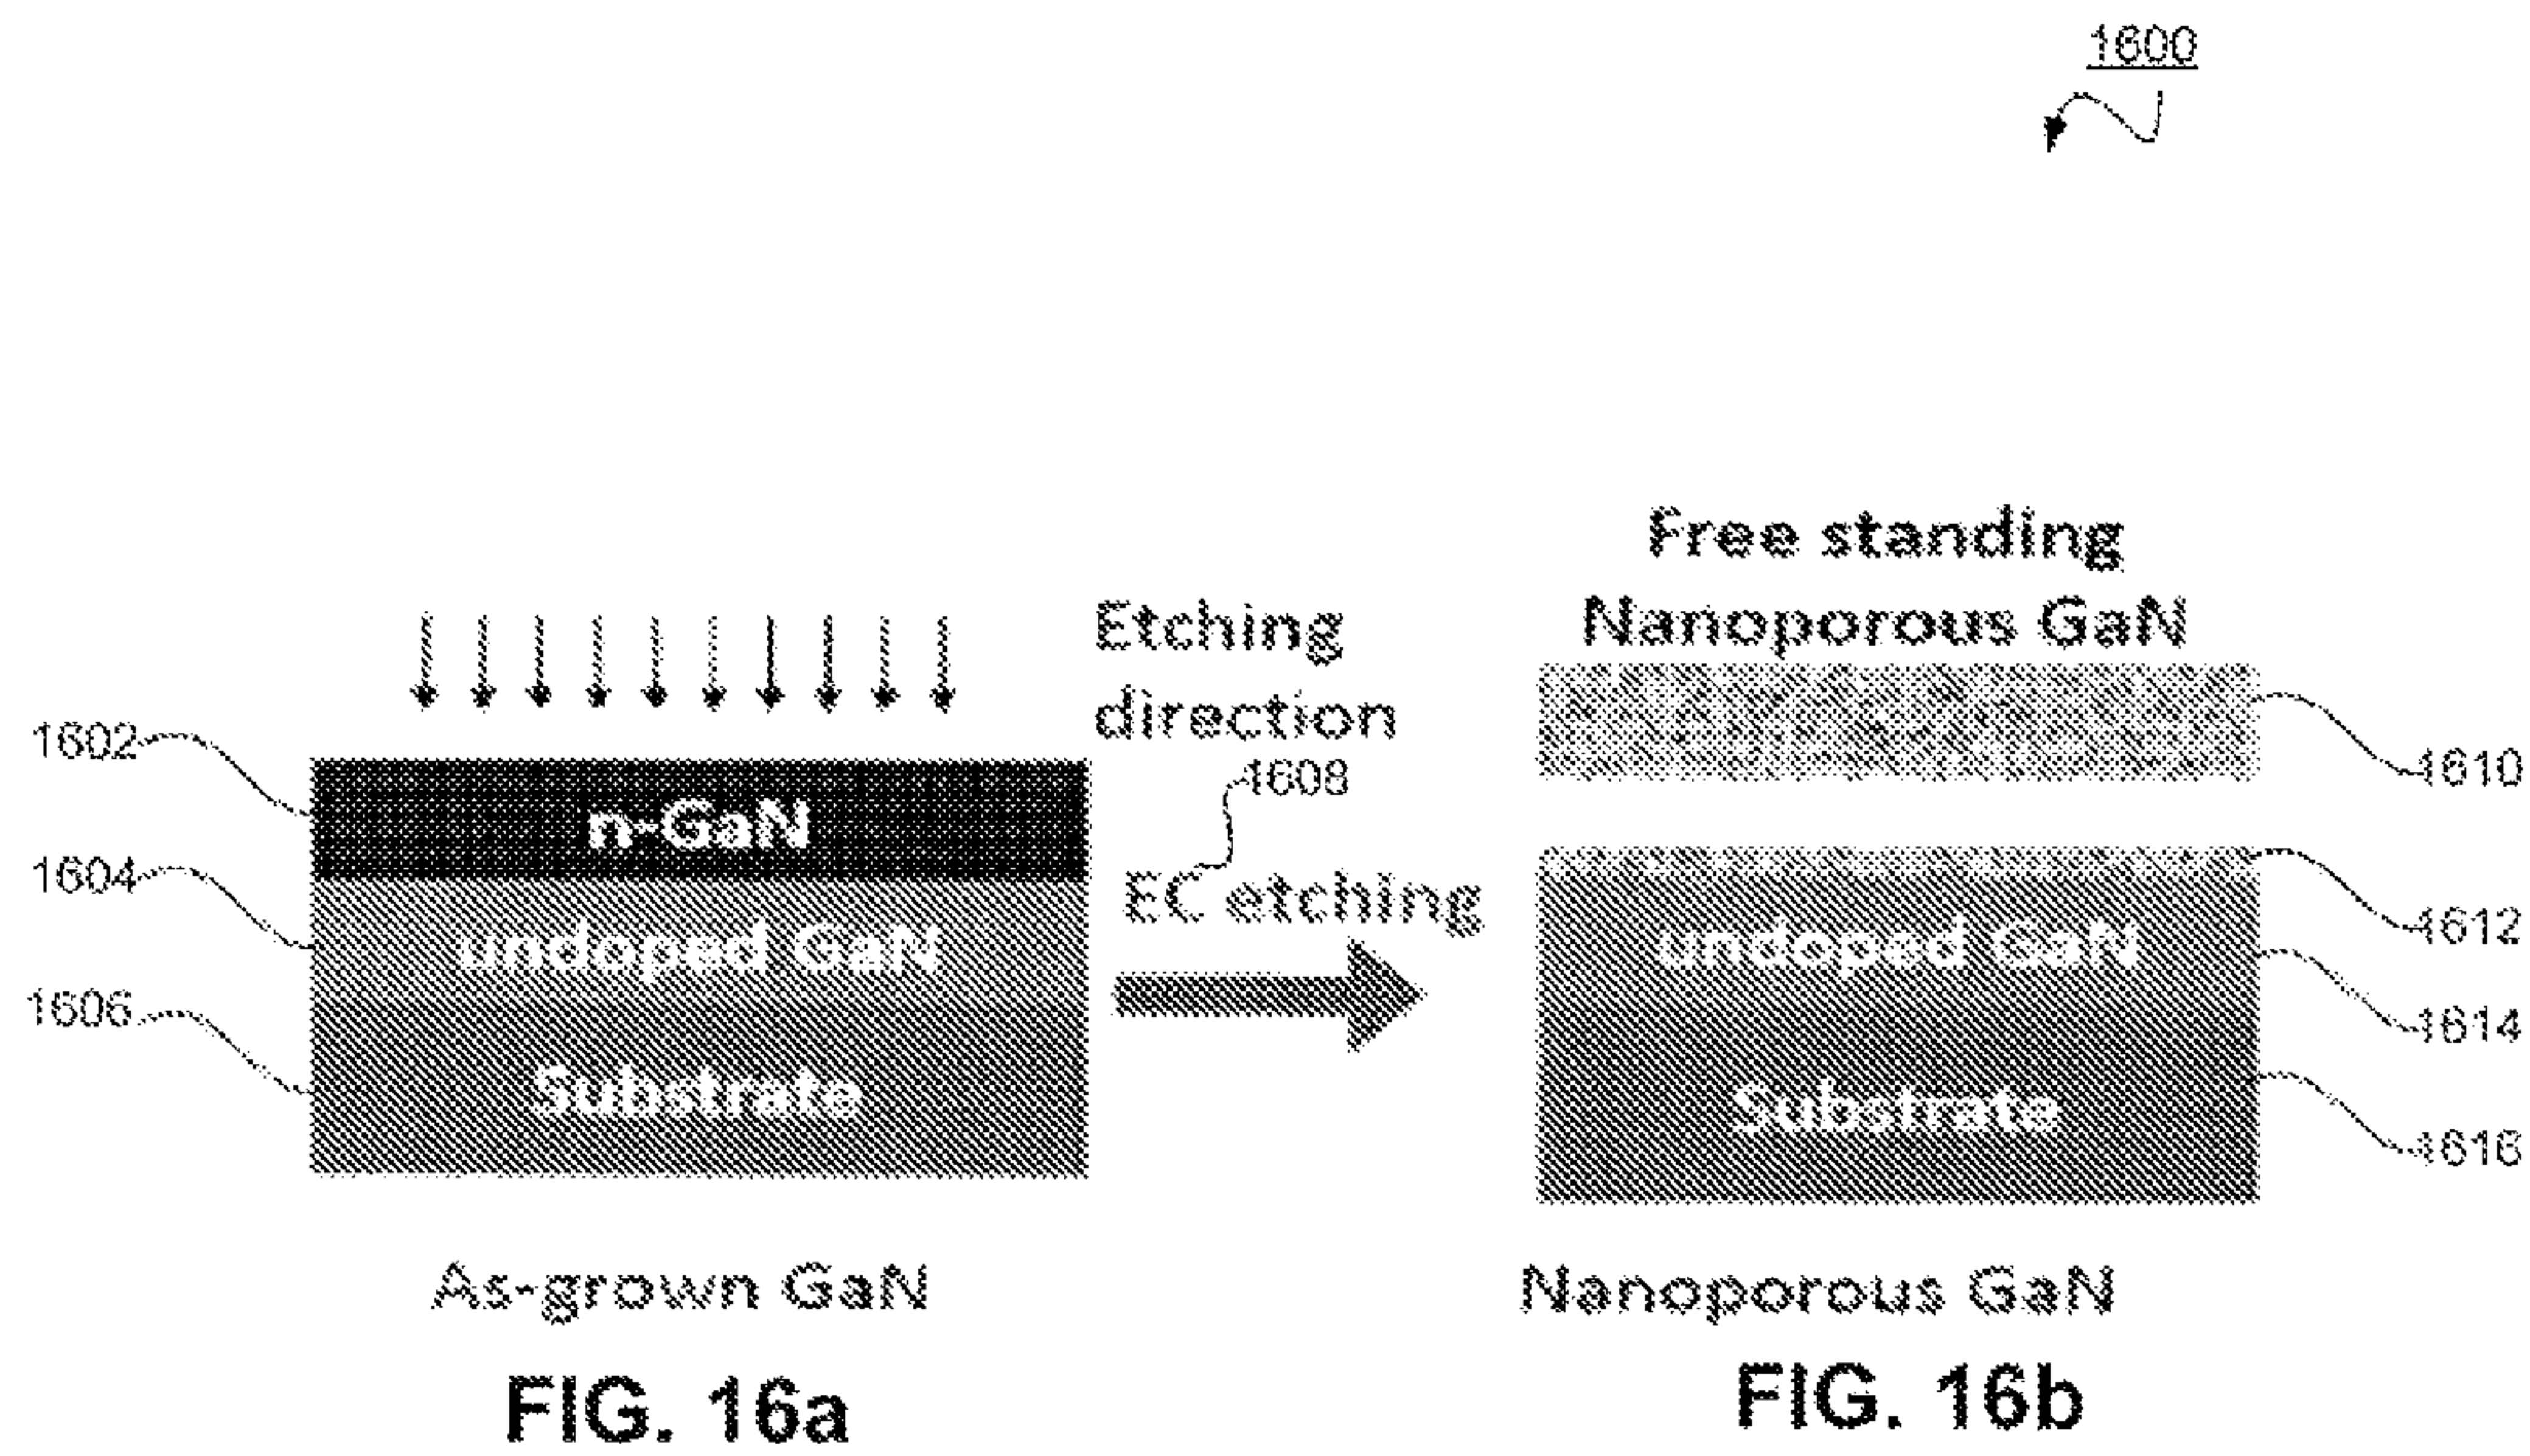 1600
Free standing
Nanoporous GaN
Etching
direction
1602
n-GaN
1608
1610
1604
undoped GaN
EC etching
undoped GaN
1612
1606
Substrate
1614
Substrate
1616
As-grown GaN
Nanoporous GaN
FIG. 16a
FIG. 16b